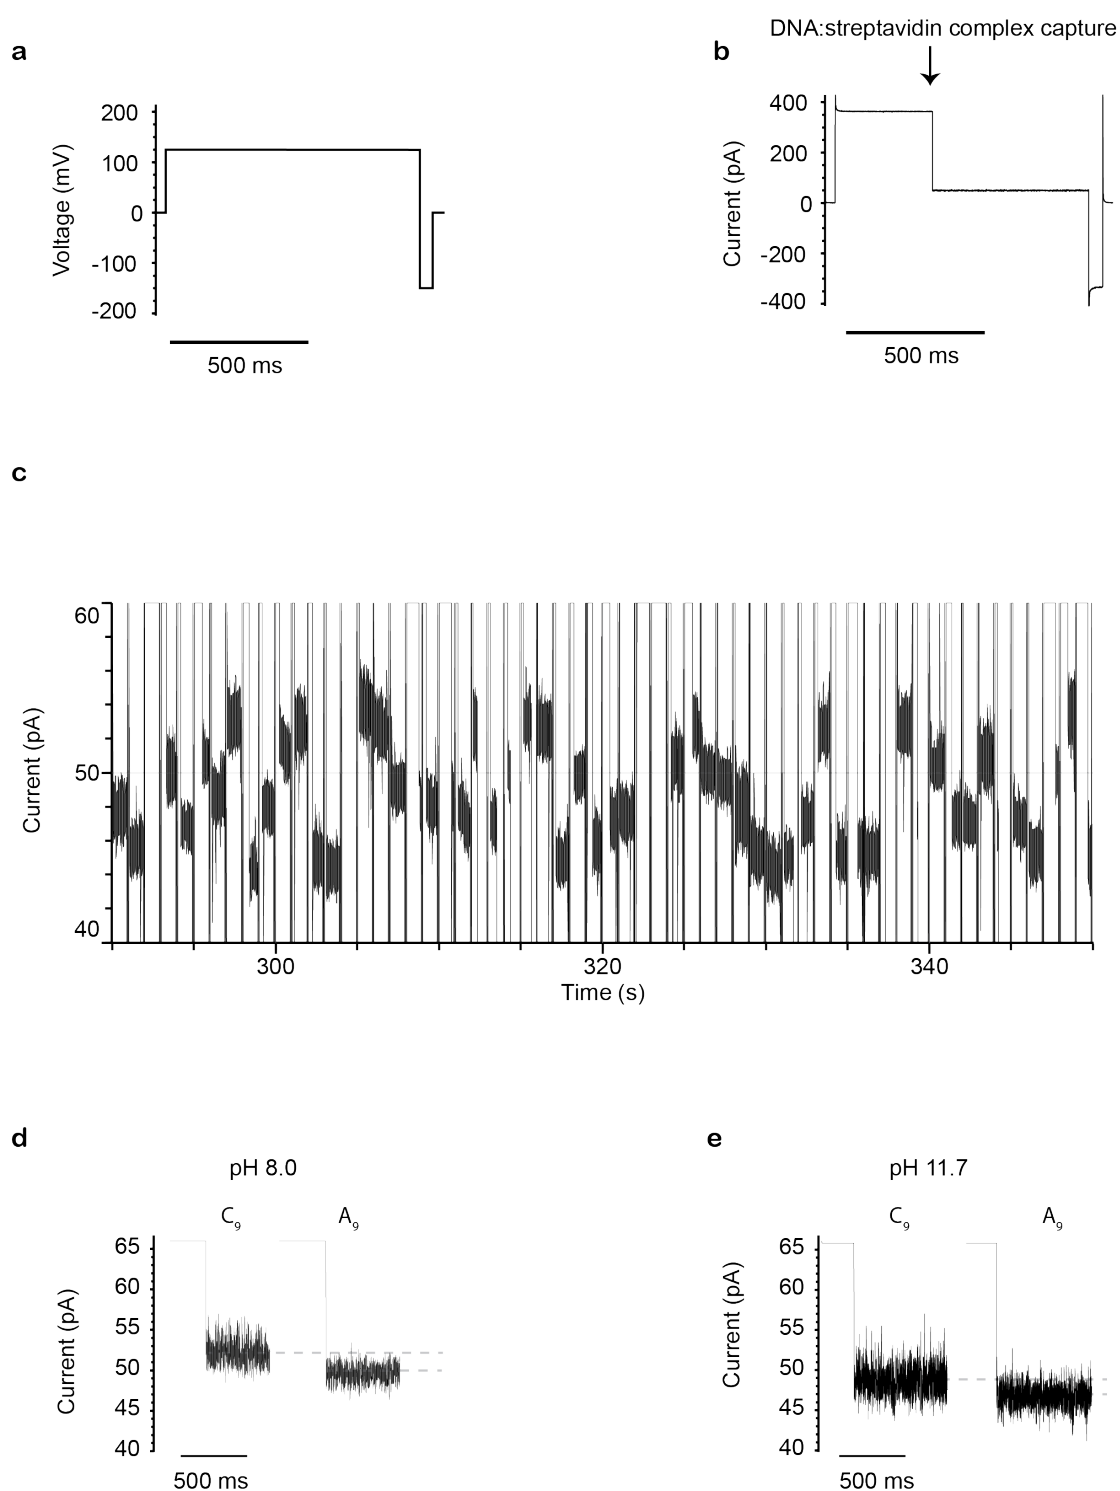 a
Voltage (mV)
200
100
0
-100
-200
500 ms
b
DNA:streptavidin complex capture
Current (pA)
400
200
0
-200
-400
500 ms
c
Current (pA)
60
50
40
300 320 340
Time (s)
d
pH 8.0
C9 A9
Current (pA)
65
60
55
50
45
40
500 ms
e
pH 11.7
C9 A9
Current (pA)
65
60
55
50
45
40
500 ms